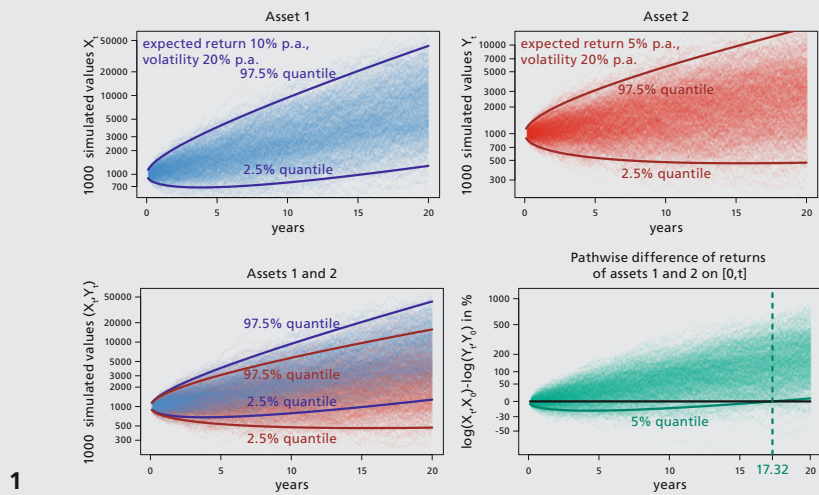 Asset 1
1000 simulated values Xt
50000
20000
10000
5000
3000
2000
1000
700
expected return 10% p.a.,
volatility 20% p.a.
97.5% quantile
2.5% quantile
0 5 10 15 20
years
Asset 2
1000 simulated values Yt
10000
7000
5000
3000
2000
1000
700
500
300
expected return 5% p.a.,
volatility 20% p.a.
97.5% quantile
2.5% quantile
0 5 10 15 20
years
Assets 1 and 2
1000 simulated values (Xt,Yt)
50000
20000
10000
5000
3000
2000
1000
500
300
97.5% quantile
97.5% quantile
2.5% quantile
2.5% quantile
0 5 10 15 20
years
Pathwise difference of returns
of assets 1 and 2 on [0,t]
log(Xt,X0)-log(Yt,Y0) in %
1000
500
200
100
50
0
-30
-50
5% quantile
0 5 10 15 17.32 20
years
1